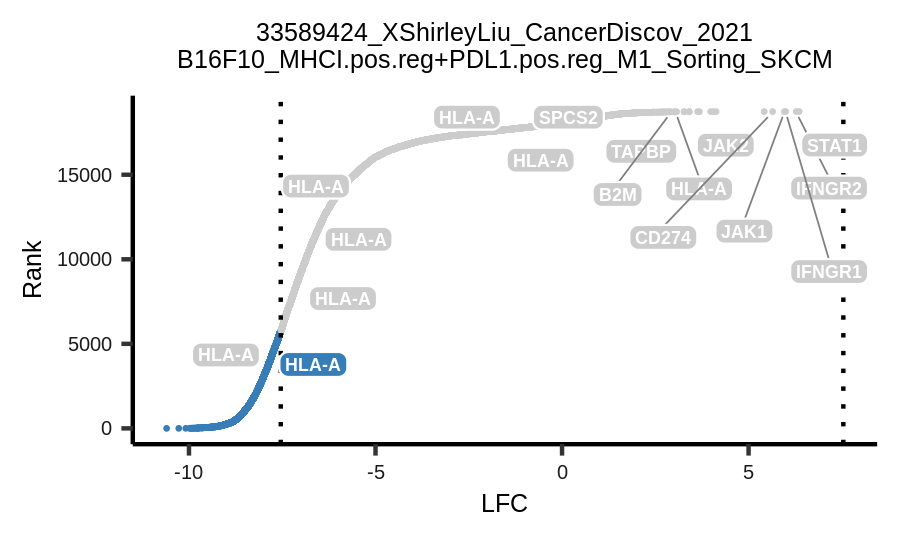 33589424_XShirleyLiu_CancerDiscov_2021
B16F10_MHCI.pos.reg+PDL1.pos.reg_M1_Sorting_SKCM
HLA-A
SPCS2
HLA-A
TAPBP
JAK2
STAT1
HLA-A
B2M
HLA-A
IFNGR2
HLA-A
CD274
JAK1
IFNGR1
HLA-A
HLA-A
HLA-A
15000
10000
5000
0
Rank
-10
-5
0
5
LFC